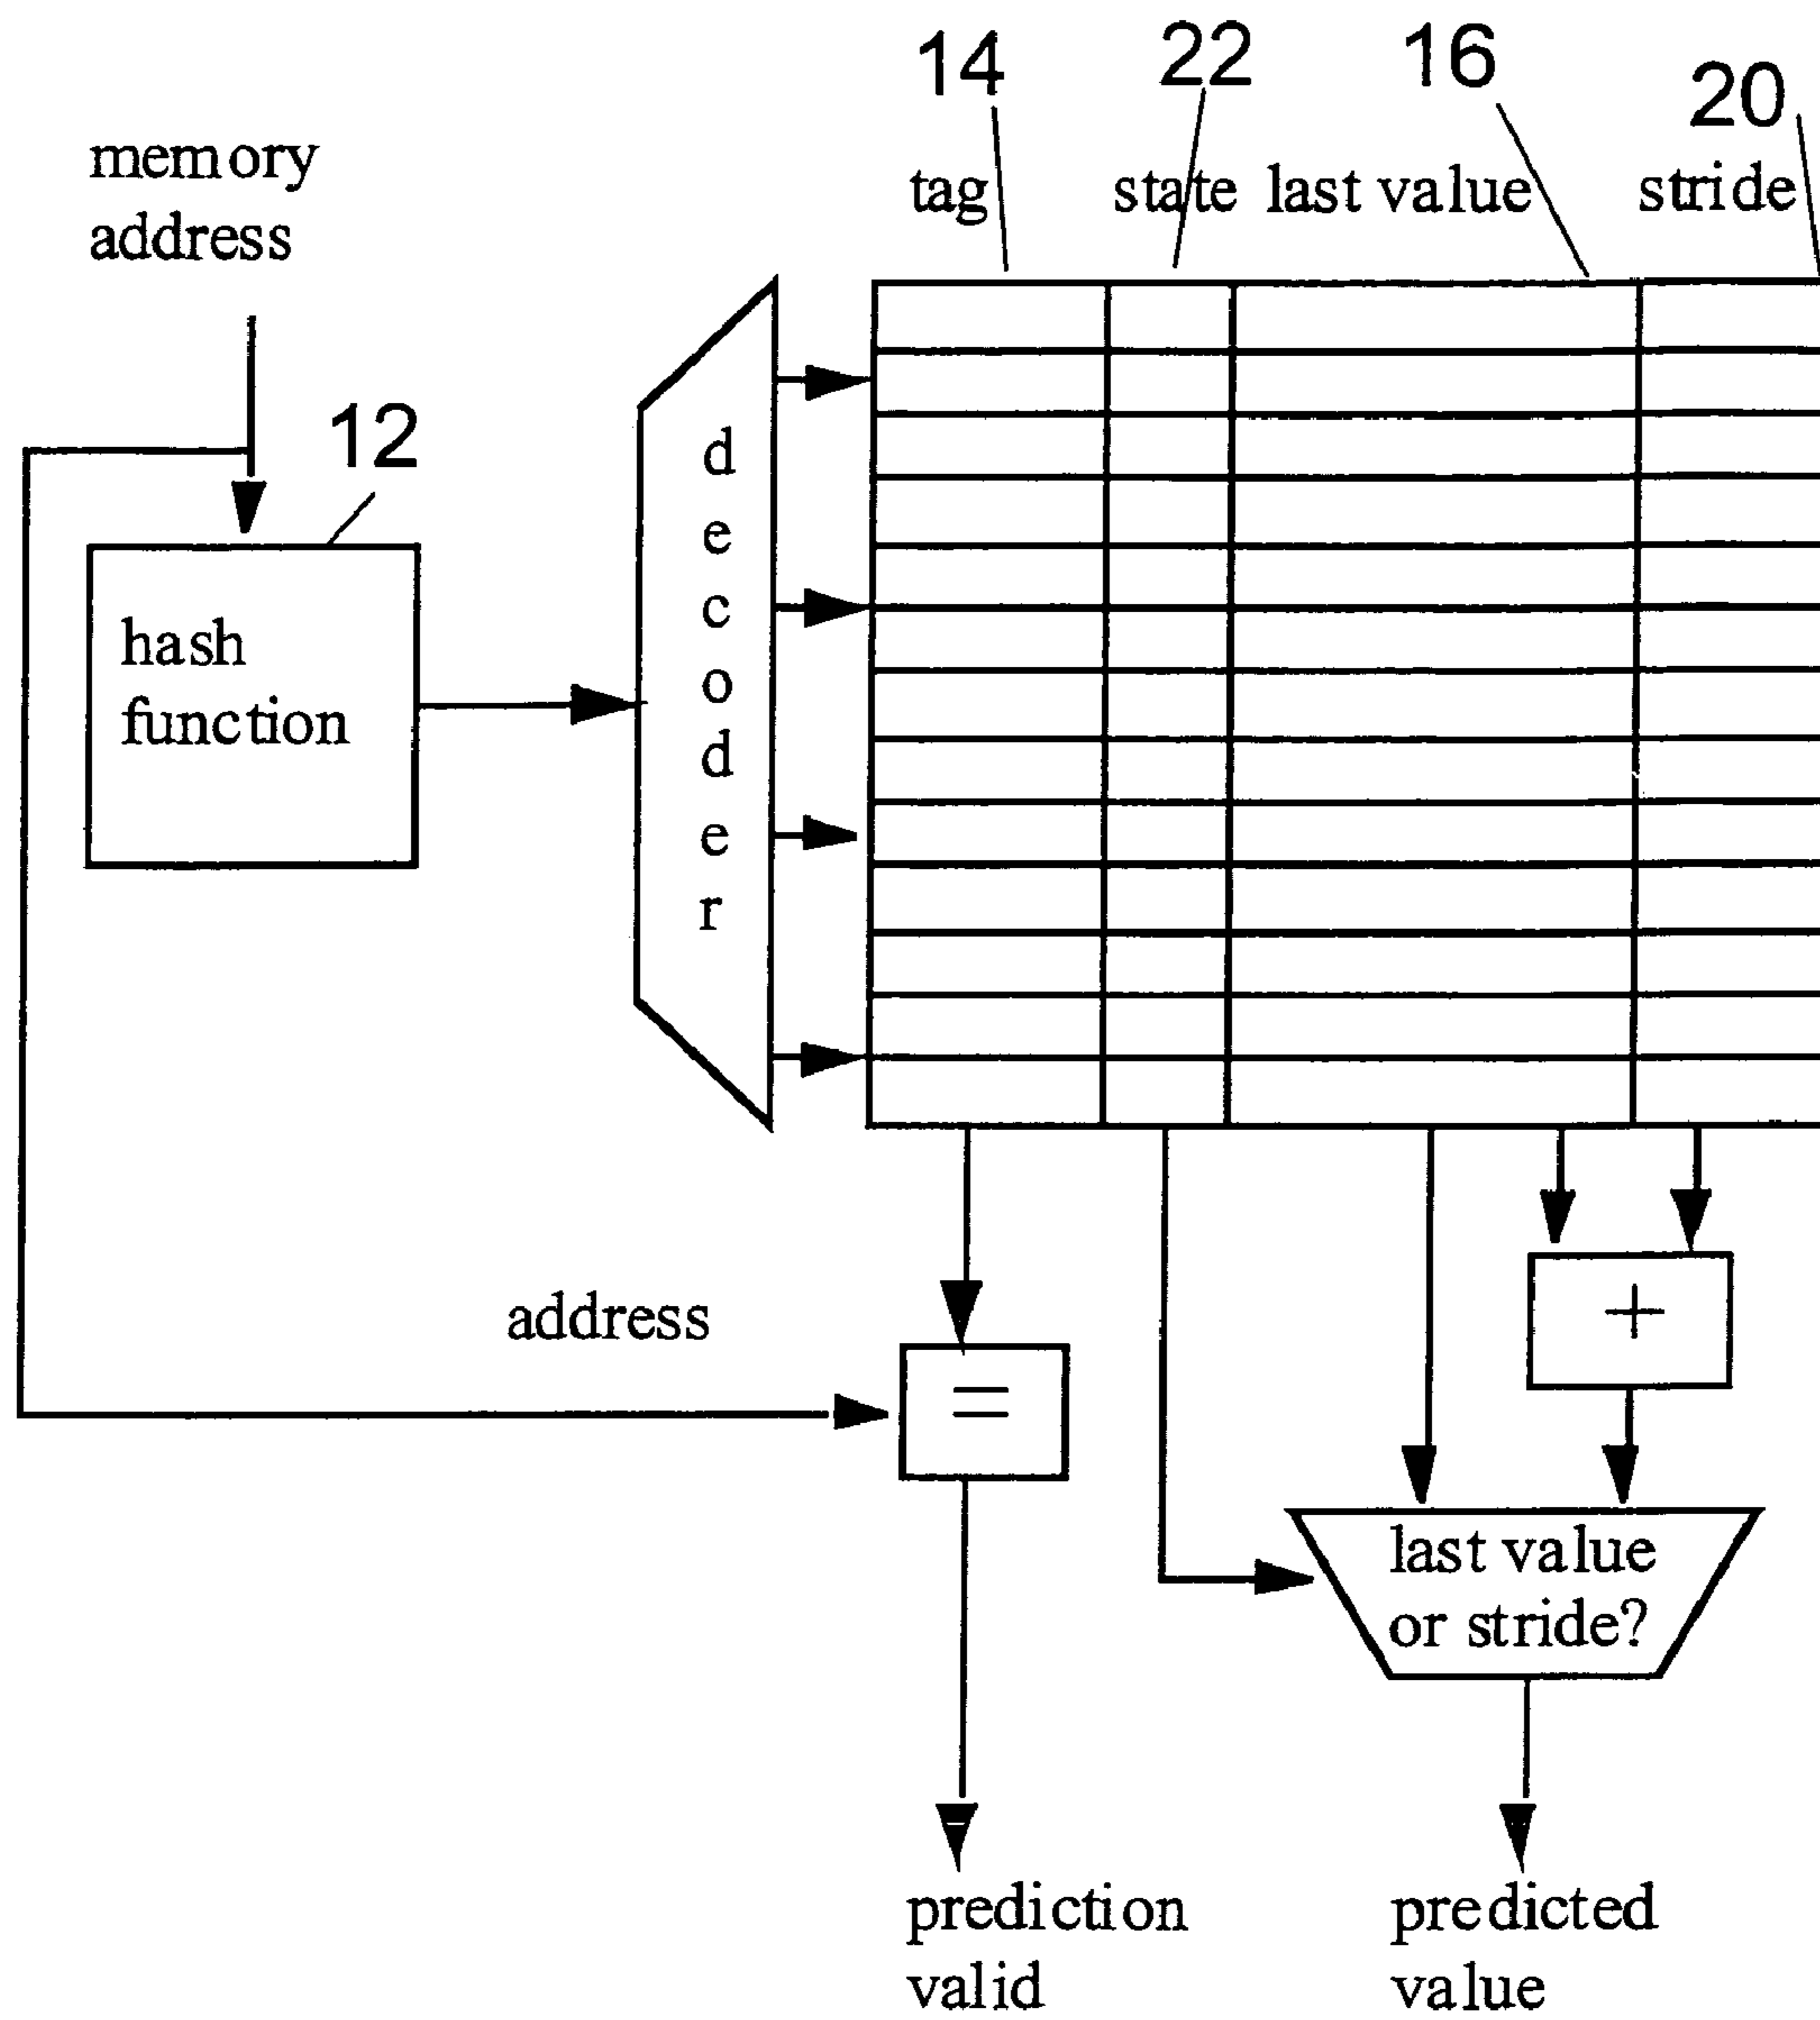 14
22
16
20
memory
address
tag
state
last value
stride
12
hash
function
decoder
address
=
+
last value
or stride?
prediction
valid
predicted
value